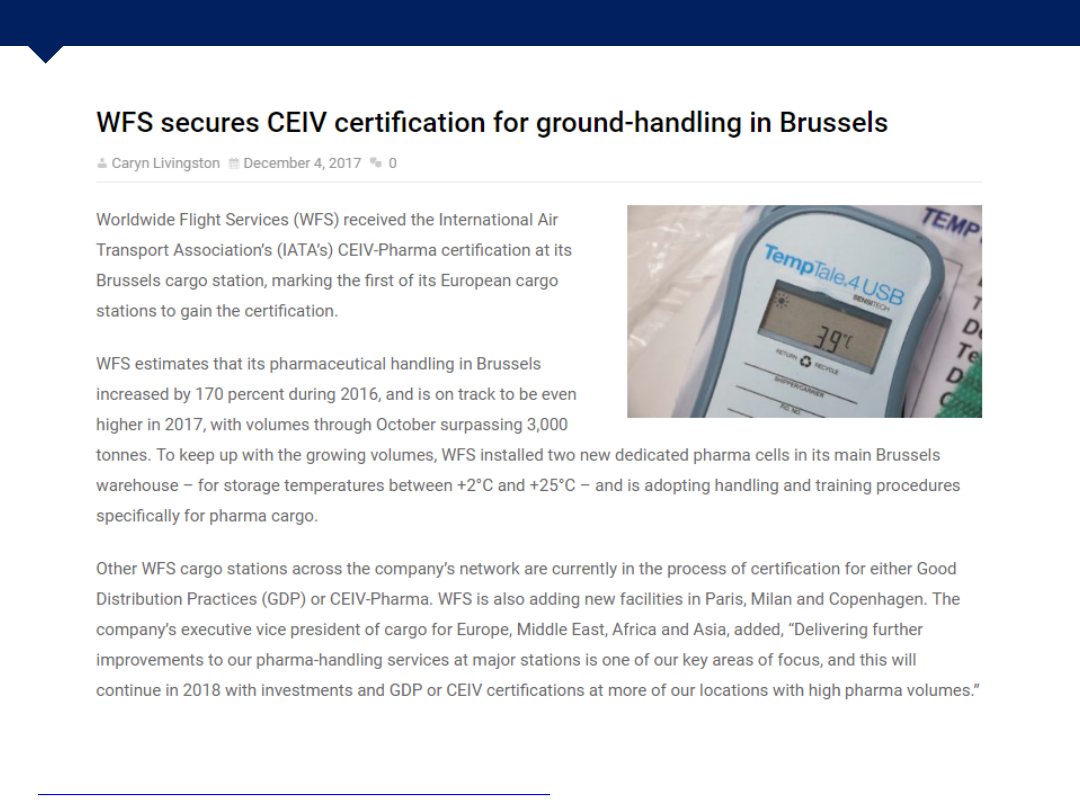 WFS secures CEIV certification for ground-handling in Brussels
Caryn Livingston December 4, 2017 0
Worldwide Flight Services (WFS) received the International Air
Transport Association's (IATA's) CEIV-Pharma certification at its
Brussels cargo station, marking the first of its European cargo
stations to gain the certification.
TEMP
TempTale.4 USB
SENSITECH
3.9°C
RETURN RECYCLE
SHIPPER/CARRIER
P.O. NO.
WFS estimates that its pharmaceutical handling in Brussels
increased by 170 percent during 2016, and is on track to be even
higher in 2017, with volumes through October surpassing 3,000
tonnes. To keep up with the growing volumes, WFS installed two new dedicated pharma cells in its main Brussels
warehouse – for storage temperatures between +2°C and +25°C – and is adopting handling and training procedures
specifically for pharma cargo.
Other WFS cargo stations across the company's network are currently in the process of certification for either Good
Distribution Practices (GDP) or CEIV-Pharma. WFS is also adding new facilities in Paris, Milan and Copenhagen. The
company's executive vice president of cargo for Europe, Middle East, Africa and Asia, added, “Delivering further
improvements to our pharma-handling services at major stations is one of our key areas of focus, and this will
continue in 2018 with investments and GDP or CEIV certifications at more of our locations with high pharma volumes.”